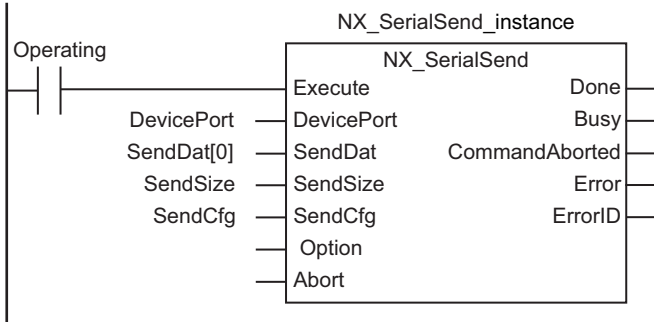 NX_SerialSend_instance
Operating
NX_SerialSend
Execute Done
DevicePort DevicePort Busy
SendDat[0] SendDat CommandAborted
SendSize SendSize Error
SendCfg SendCfg ErrorID
Option
Abort